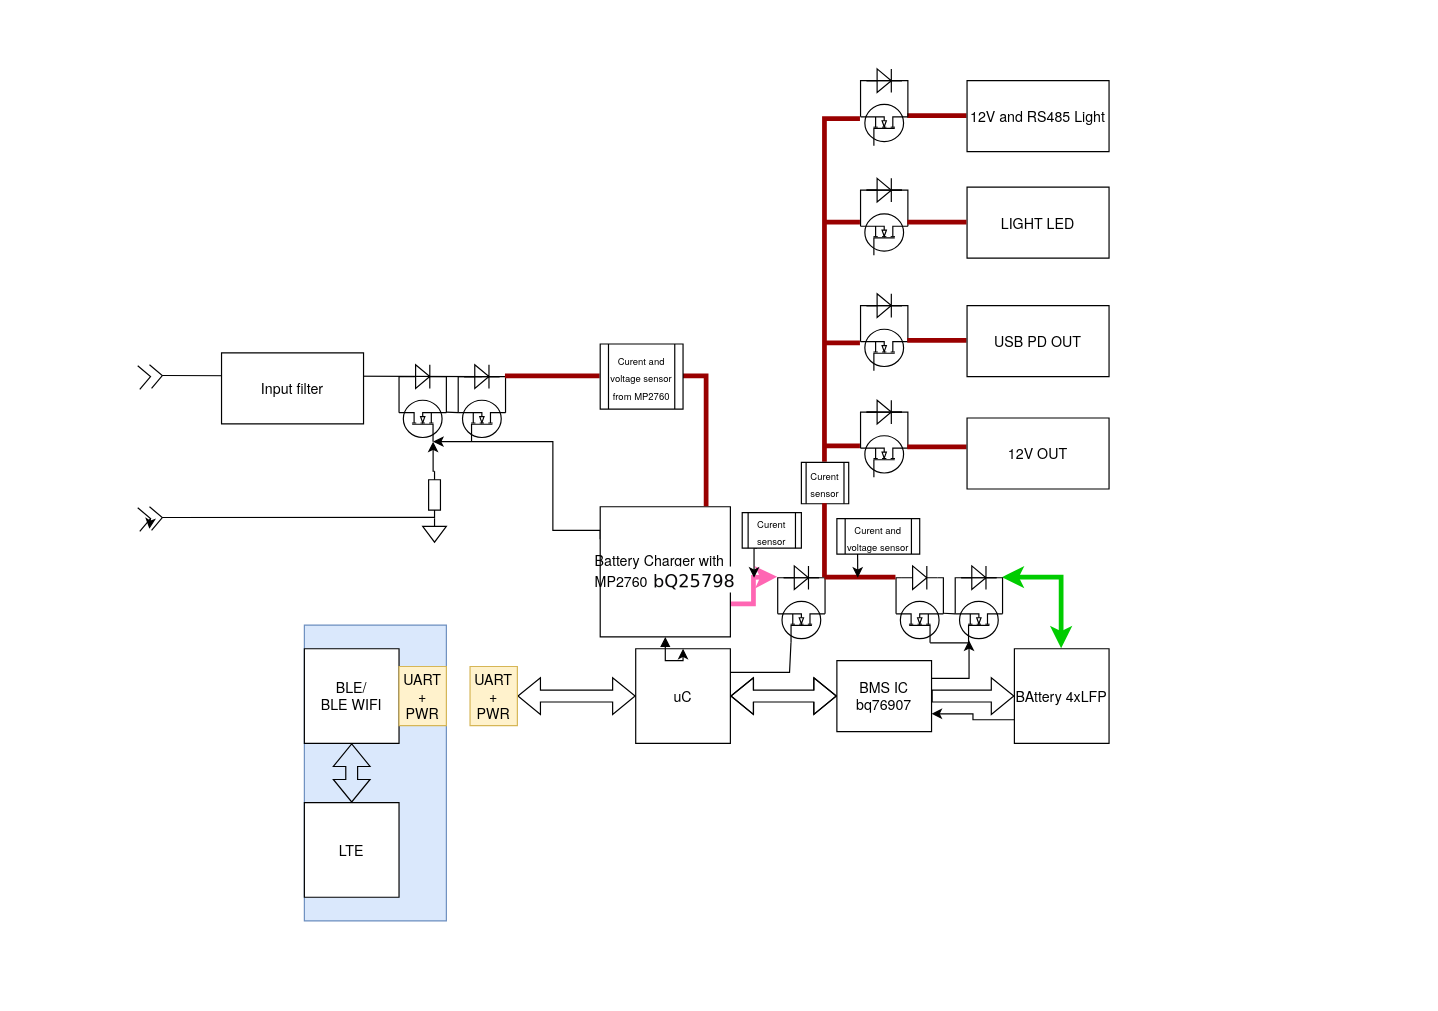 12V and RS485 Light
LIGHT LED
USB PD OUT
12V OUT
Input filter
Curent and
voltage sensor
from MP2760
Curent
sensor
Curent
sensor
Curent and
voltage sensor
Battery Charger with
MP2760 bQ25798
BLE/
BLE WIFI
UART
+
PWR
UART
+
PWR
uC
BMS IC
bq76907
BAttery 4xLFP
LTE